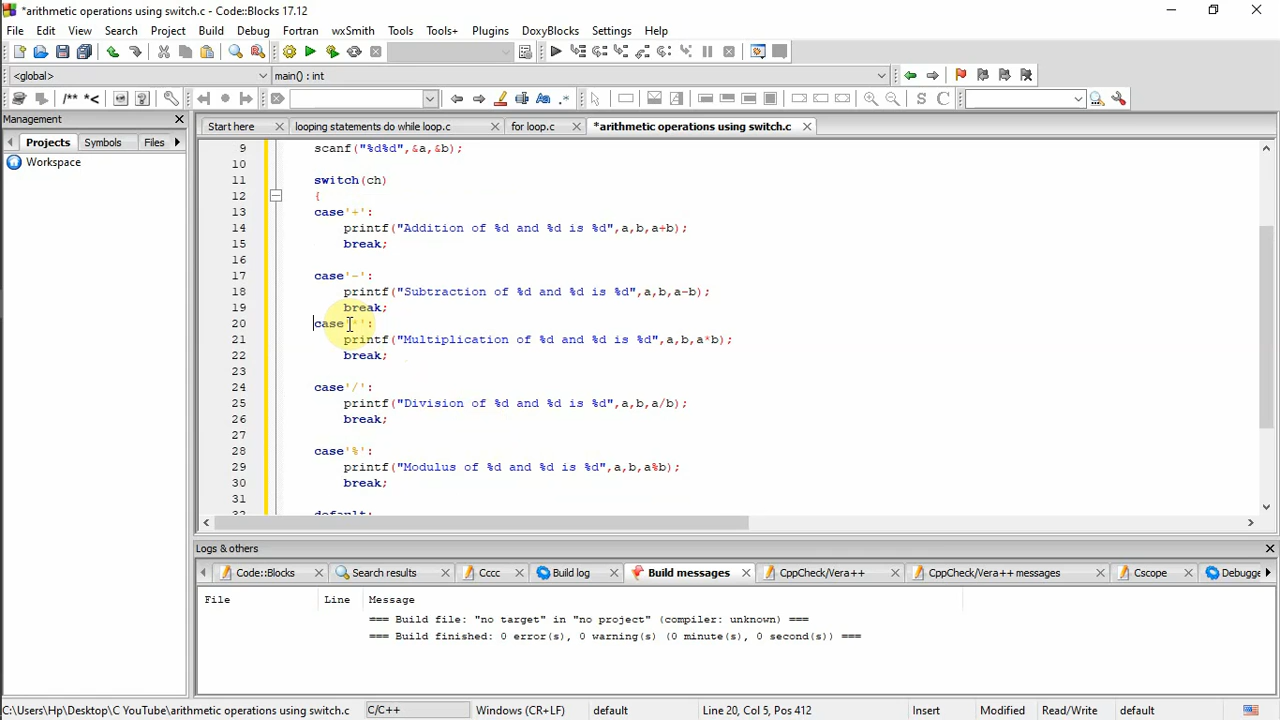 *arithmetic operations using switch.c - Code::Blocks 17.12
File Edit View Search Project Build Debug Fortran wxSmith Tools Tools+ Plugins DoxyBlocks Settings Help
<global> main() : int
/** *< Aa .* S C
Management
Projects Symbols Files
Workspace
Start here looping statements do while loop.c for loop.c *arithmetic operations using switch.c
9 scanf("%d%d",&a,&b);
10
11 switch(ch)
12 {
13 case'+':
14 printf("Addition of %d and %d is %d",a,b,a+b);
15 break;
16
17 case'-':
18 printf("Subtraction of %d and %d is %d",a,b,a-b);
19 break;
20 case'*':
21 printf("Multiplication of %d and %d is %d",a,b,a*b);
22 break;
23
24 case'/':
25 printf("Division of %d and %d is %d",a,b,a/b);
26 break;
27
28 case'%':
29 printf("Modulus of %d and %d is %d",a,b,a%b);
30 break;
31
32 default:
Logs & others
Code::Blocks Search results Cccc Build log Build messages CppCheck/Vera++ CppCheck/Vera++ messages Cscope Debugge
File Line Message
=== Build file: "no target" in "no project" (compiler: unknown) ===
=== Build finished: 0 error(s), 0 warning(s) (0 minute(s), 0 second(s)) ===
C:\Users\Hp\Desktop\C YouTube\arithmetic operations using switch.c C/C++ Windows (CR+LF) default Line 20, Col 5, Pos 412 Insert Modified Read/Write default